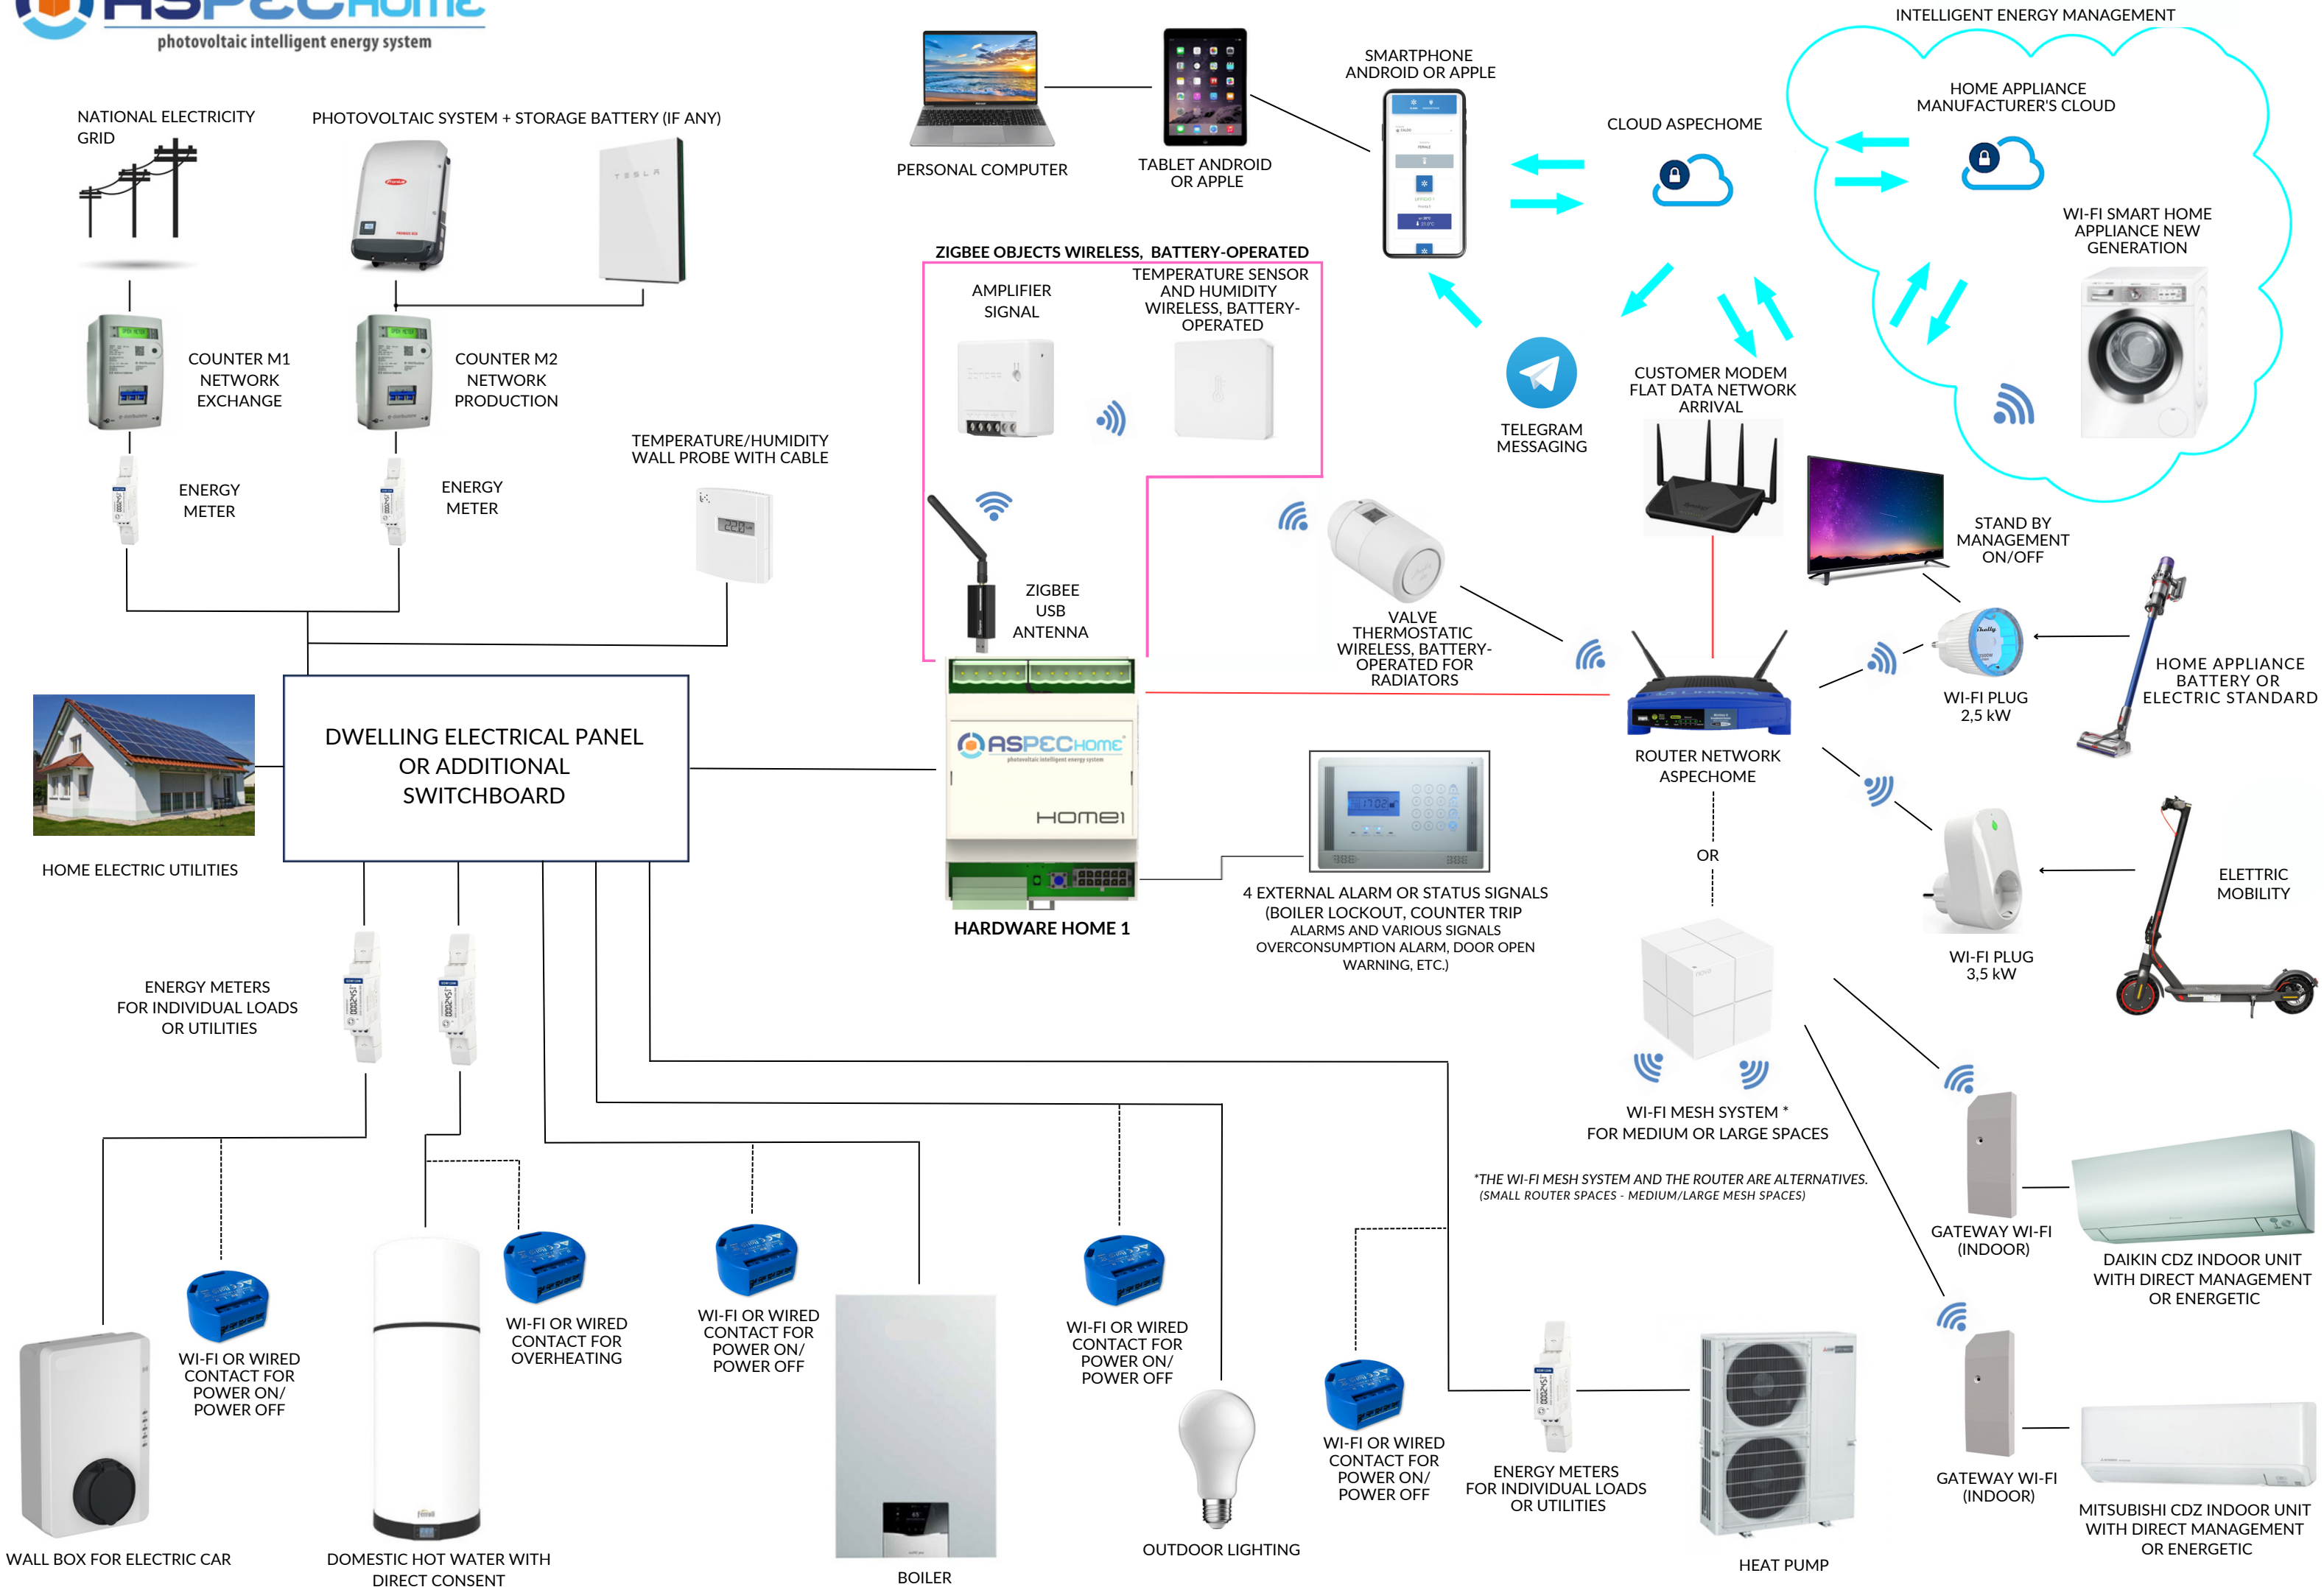 ASPECHOME
photovoltaic intelligent energy system
INTELLIGENT ENERGY MANAGEMENT
NATIONAL ELECTRICITY
GRID
PHOTOVOLTAIC SYSTEM + STORAGE BATTERY (IF ANY)
TESLA
PERSONAL COMPUTER
TABLET ANDROID
OR APPLE
SMARTPHONE
ANDROID OR APPLE
CLOUD ASPECHOME
HOME APPLIANCE
MANUFACTURER'S CLOUD
WI-FI SMART HOME
APPLIANCE NEW
GENERATION
COUNTER M1
NETWORK
EXCHANGE
COUNTER M2
NETWORK
PRODUCTION
ENERGY
METER
ENERGY
METER
TEMPERATURE/HUMIDITY
WALL PROBE WITH CABLE
ZIGBEE OBJECTS WIRELESS, BATTERY-OPERATED
AMPLIFIER
SIGNAL
TEMPERATURE SENSOR
AND HUMIDITY
WIRELESS, BATTERY-
OPERATED
ZIGBEE
USB
ANTENNA
TELEGRAM
MESSAGING
CUSTOMER MODEM
FLAT DATA NETWORK
ARRIVAL
VALVE
THERMOSTATIC
WIRELESS, BATTERY-
OPERATED FOR
RADIATORS
STAND BY
MANAGEMENT
ON/OFF
WI-FI PLUG
2,5 kW
HOME APPLIANCE
BATTERY OR
ELECTRIC STANDARD
DWELLING ELECTRICAL PANEL
OR ADDITIONAL
SWITCHBOARD
HOME ELECTRIC UTILITIES
ASPECHOME
photovoltaic intelligent energy system
HOME1
HARDWARE HOME 1
17:02
4 EXTERNAL ALARM OR STATUS SIGNALS
(BOILER LOCKOUT, COUNTER TRIP
ALARMS AND VARIOUS SIGNALS
OVERCONSUMPTION ALARM, DOOR OPEN
WARNING, ETC.)
ROUTER NETWORK
ASPECHOME
OR
WI-FI PLUG
3,5 kW
ELETTRIC
MOBILITY
ENERGY METERS
FOR INDIVIDUAL LOADS
OR UTILITIES
WI-FI MESH SYSTEM *
FOR MEDIUM OR LARGE SPACES
*THE WI-FI MESH SYSTEM AND THE ROUTER ARE ALTERNATIVES.
(SMALL ROUTER SPACES - MEDIUM/LARGE MESH SPACES)
GATEWAY WI-FI
(INDOOR)
DAIKIN CDZ INDOOR UNIT
WITH DIRECT MANAGEMENT
OR ENERGETIC
WI-FI OR WIRED
CONTACT FOR
POWER ON/
POWER OFF
WI-FI OR WIRED
CONTACT FOR
OVERHEATING
WI-FI OR WIRED
CONTACT FOR
POWER ON/
POWER OFF
WI-FI OR WIRED
CONTACT FOR
POWER ON/
POWER OFF
WI-FI OR WIRED
CONTACT FOR
POWER ON/
POWER OFF
ENERGY METERS
FOR INDIVIDUAL LOADS
OR UTILITIES
GATEWAY WI-FI
(INDOOR)
MITSUBISHI CDZ INDOOR UNIT
WITH DIRECT MANAGEMENT
OR ENERGETIC
WALL BOX FOR ELECTRIC CAR
DOMESTIC HOT WATER WITH
DIRECT CONSENT
BOILER
OUTDOOR LIGHTING
HEAT PUMP